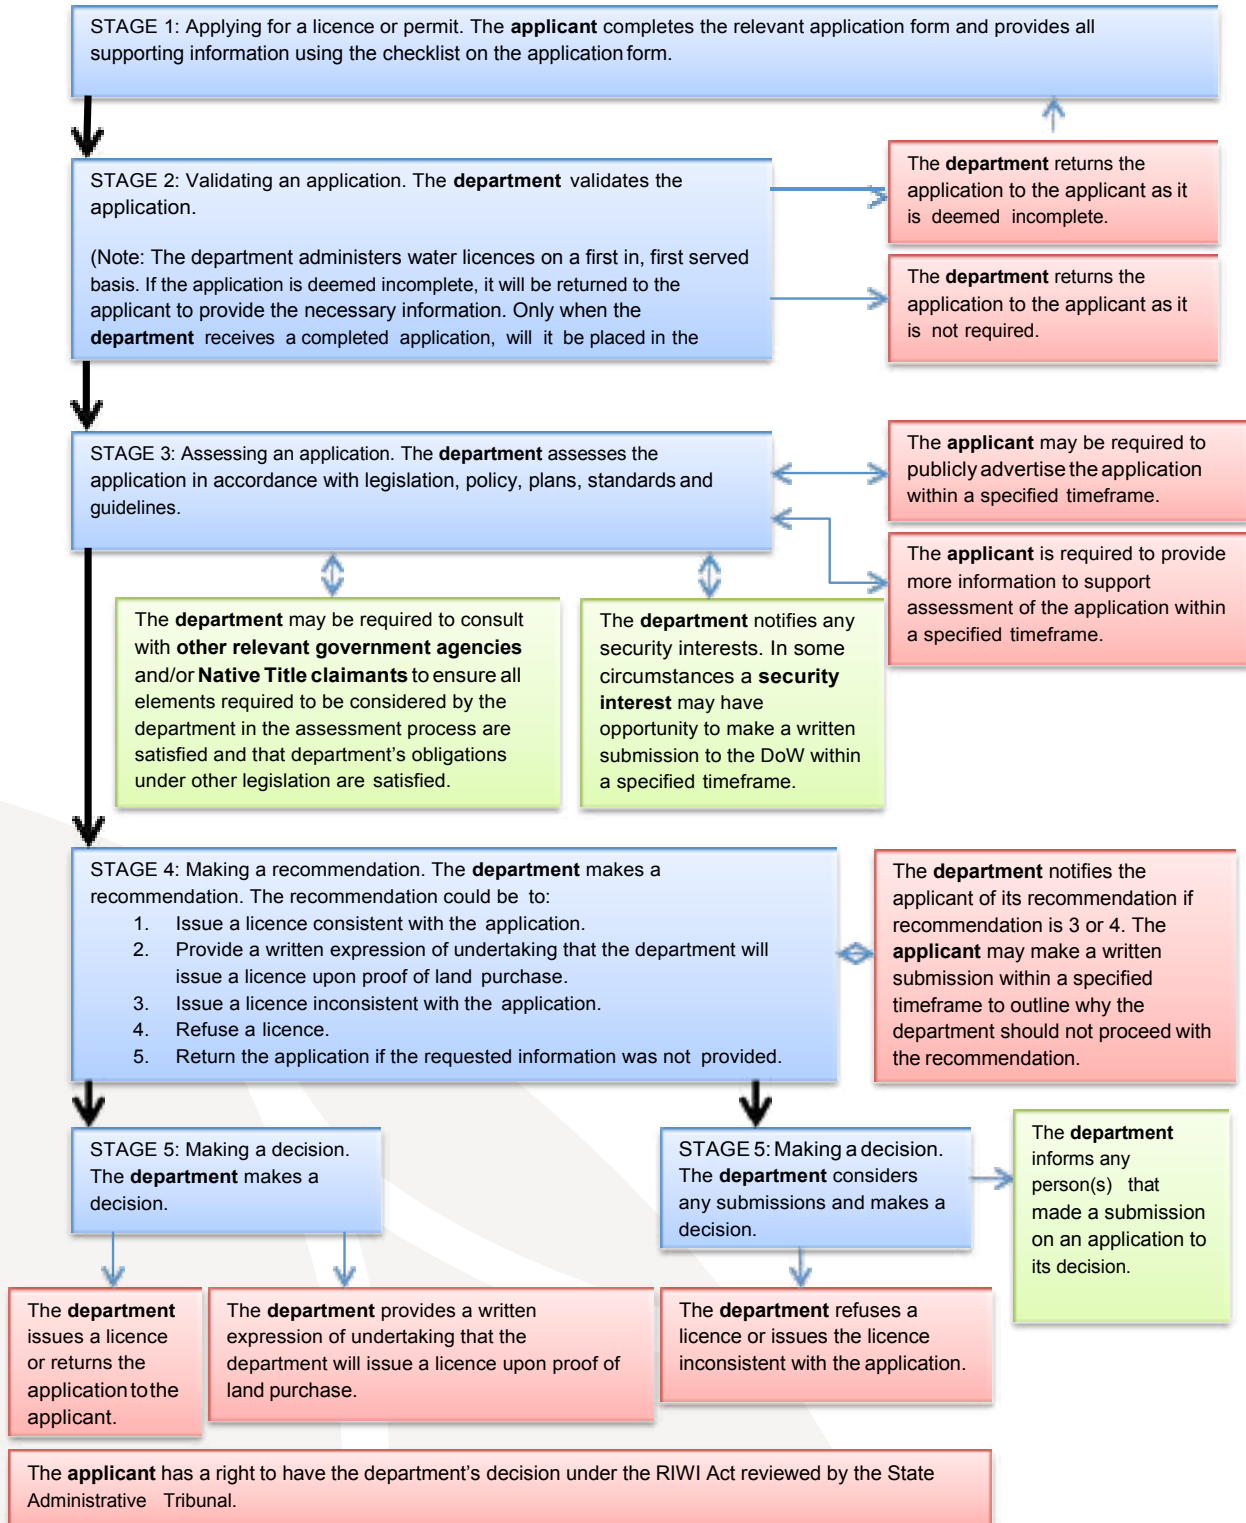 STAGE 1: Applying for a licence or permit. The applicant completes the relevant application form and provides all
supporting information using the checklist on the application form.
STAGE 2: Validating an application. The department validates the
application.
(Note: The department administers water licences on a first in, first served
basis. If the application is deemed incomplete, it will be returned to the
applicant to provide the necessary information. Only when the
department receives a completed application, will it be placed in the
The department returns the
application to the applicant as it
is deemed incomplete.
The department returns the
application to the applicant as it
is not required.
STAGE 3: Assessing an application. The department assesses the
application in accordance with legislation, policy, plans, standards and
guidelines.
The applicant may be required to
publicly advertise the application
within a specified timeframe.
The applicant is required to provide
more information to support
assessment of the application within
a specified timeframe.
The department may be required to consult
with other relevant government agencies
and/or Native Title claimants to ensure all
elements required to be considered by the
department in the assessment process are
satisfied and that department's obligations
under other legislation are satisfied.
The department notifies any
security interests. In some
circumstances a security
interest may have
opportunity to make a written
submission to the DoW within
a specified timeframe.
STAGE 4: Making a recommendation. The department makes a
recommendation. The recommendation could be to:
1. Issue a licence consistent with the application.
2. Provide a written expression of undertaking that the department will
issue a licence upon proof of land purchase.
3. Issue a licence inconsistent with the application.
4. Refuse a licence.
5. Return the application if the requested information was not provided.
The department notifies the
applicant of its recommendation if
recommendation is 3 or 4. The
applicant may make a written
submission within a specified
timeframe to outline why the
department should not proceed with
the recommendation.
STAGE 5: Making a decision.
The department makes a
decision.
STAGE 5: Making a decision.
The department considers
any submissions and makes a
decision.
The department
informs any
person(s) that
made a submission
on an application to
its decision.
The department
issues a licence
or returns the
application to the
applicant.
The department provides a written
expression of undertaking that the
department will issue a licence upon proof of
land purchase.
The department refuses a
licence or issues the licence
inconsistent with the application.
The applicant has a right to have the department's decision under the RIWI Act reviewed by the State
Administrative Tribunal.